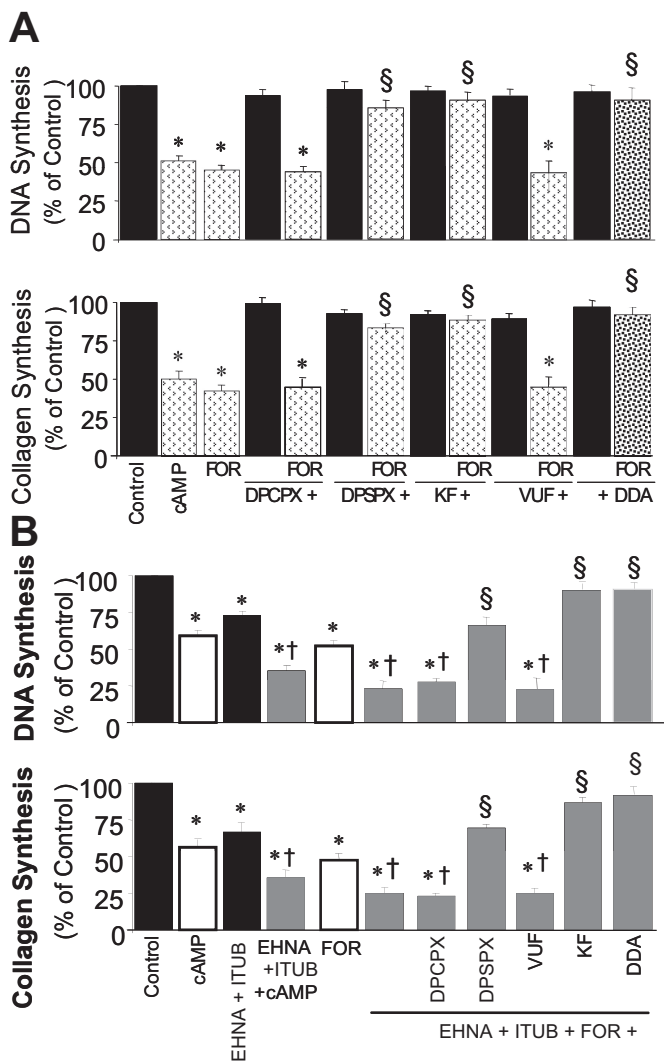 A
DNA Synthesis
(% of Control )
100
75
50
25
0
* * * § § * §
Collagen Synthesis
(% of Control )
100
75
50
25
0
* * * § § * §
Control cAMP FOR FOR FOR FOR FOR FOR
DPCPX + DPSPX + KF + VUF + + DDA
B
DNA Synthesis
(% of Control )
100
75
50
25
0
* * *† * *† *† § *† § §
Collagen Synthesis
(% of Control )
100
75
50
25
0
* * *† * *† *† § *† § §
Control
cAMP
EHNA + ITUB
EHNA
+ITUB
+cAMP
FOR
DPCPX
DPSPX
VUF
KF
DDA
EHNA + ITUB + FOR +